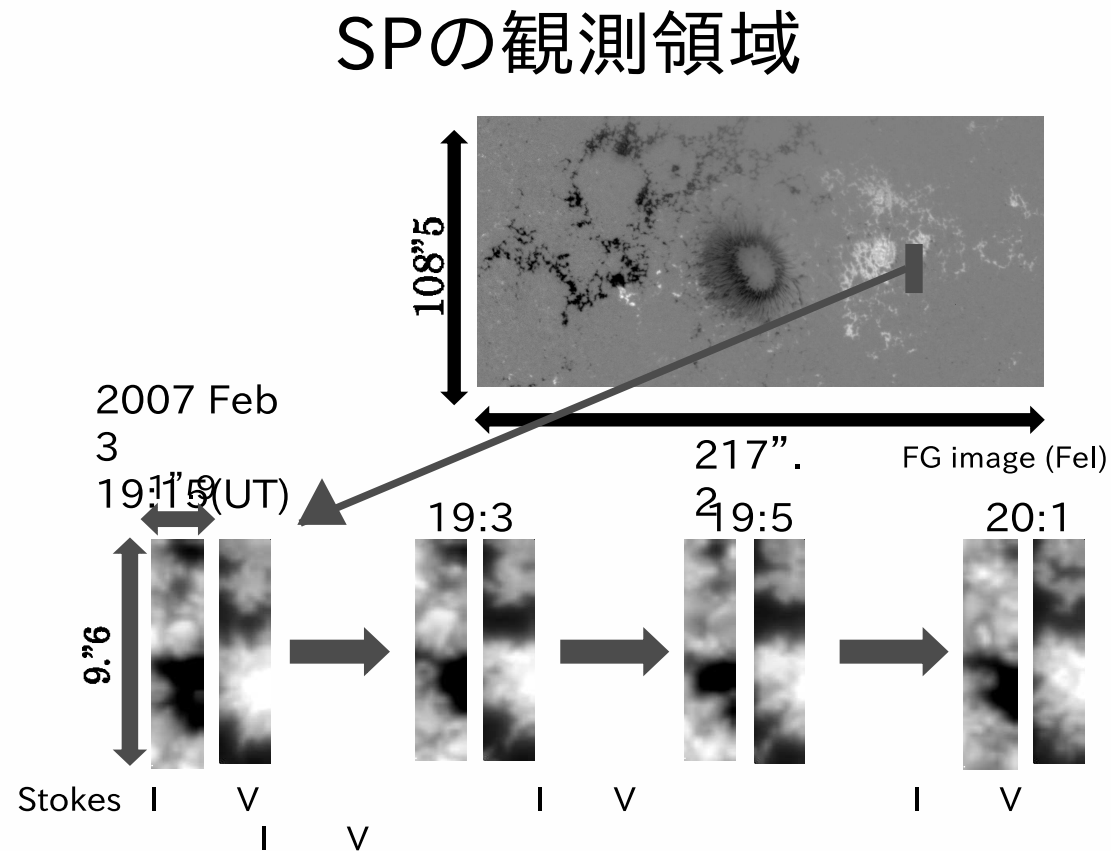 SPの観測領域
108”5
2007 Feb
3
19:15(UT)
1”.9
217”.
2
FG image (FeI)
19:3
19:5
20:1
9.”6
Stokes I V
I V
I V
I V